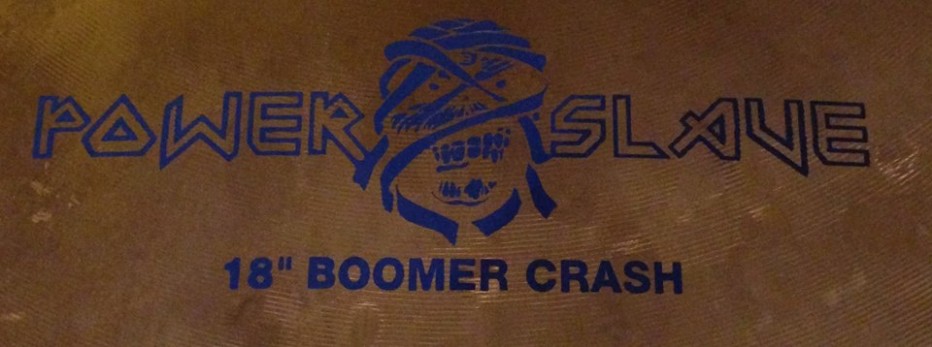 POWER SLAVE
18" BOOMER CRASH